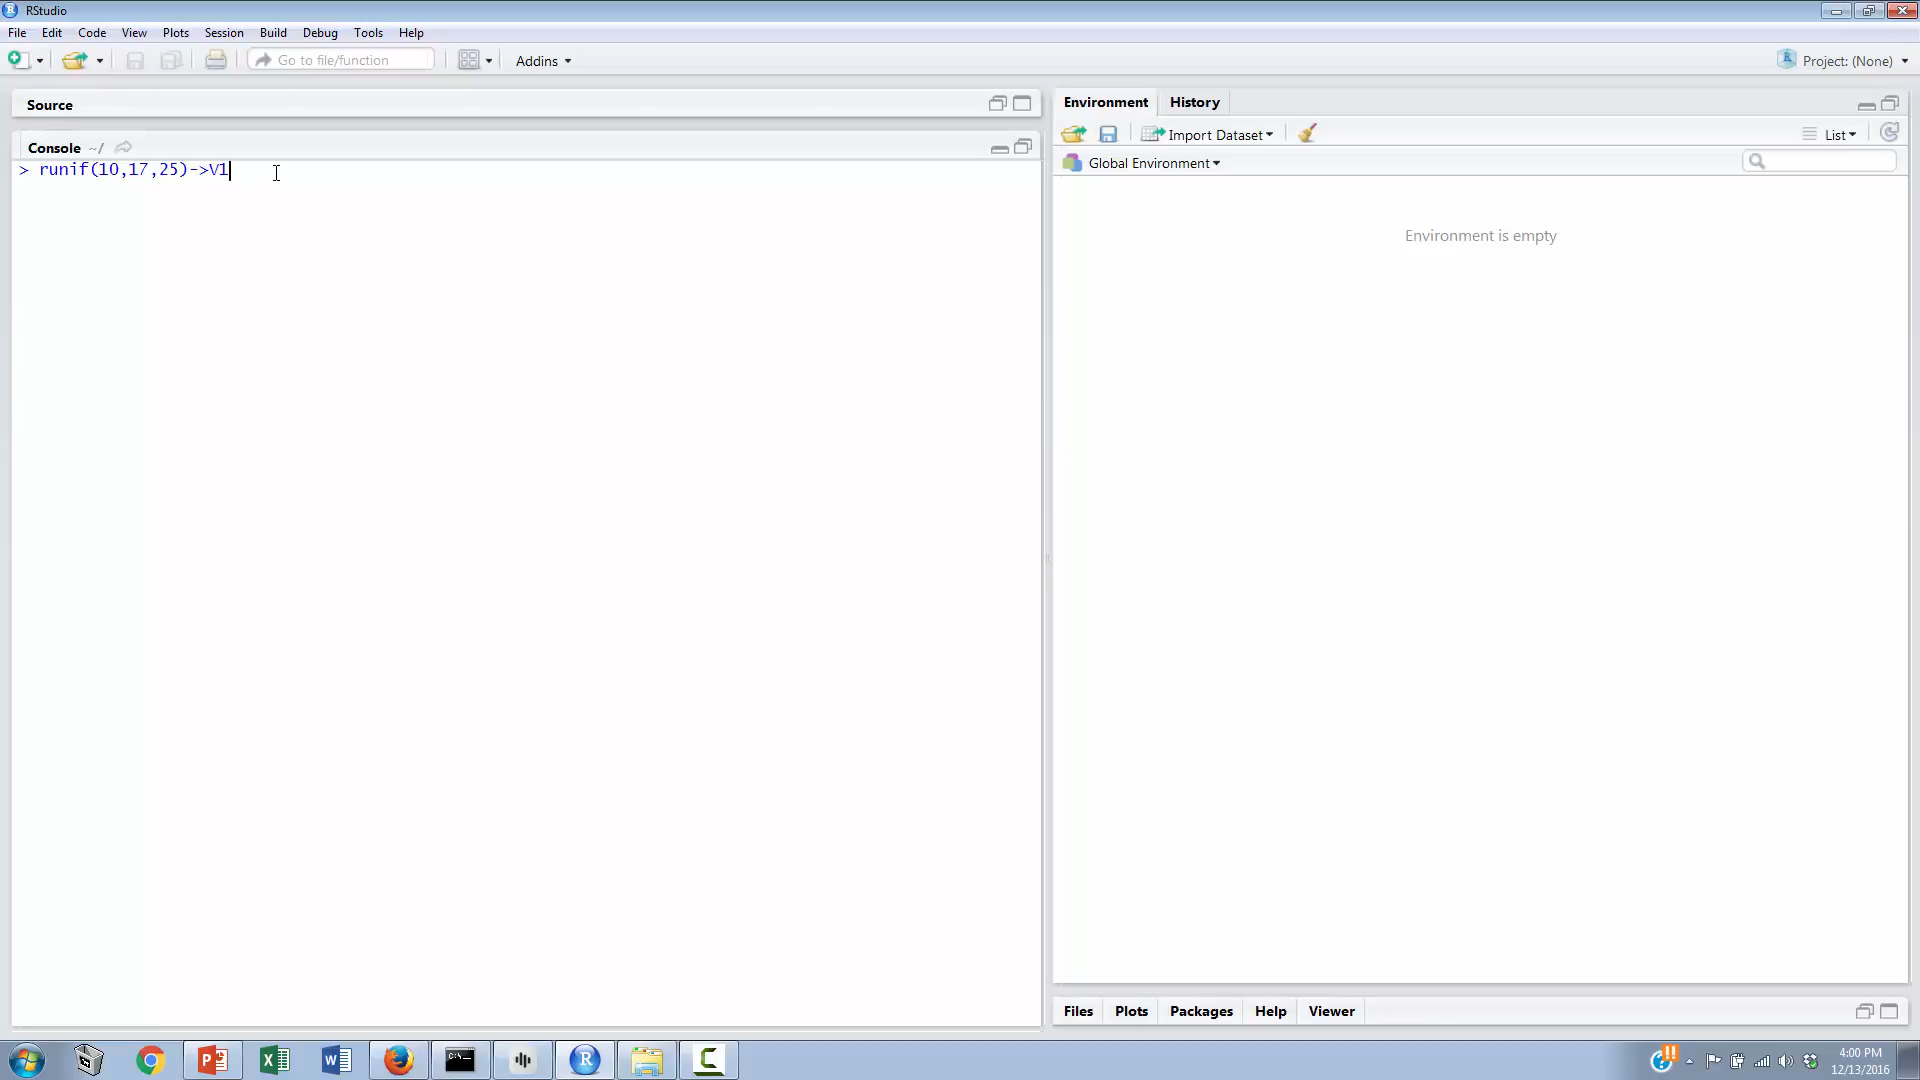 RStudio
File Edit Code View Plots Session Build Debug Tools Help
Go to file/function Addins Project: (None)
Source
Console ~/
> runif(10,17,25)->V1
Environment History
Import Dataset List
Global Environment
Environment is empty
Files Plots Packages Help Viewer
4:00 PM
12/13/2016